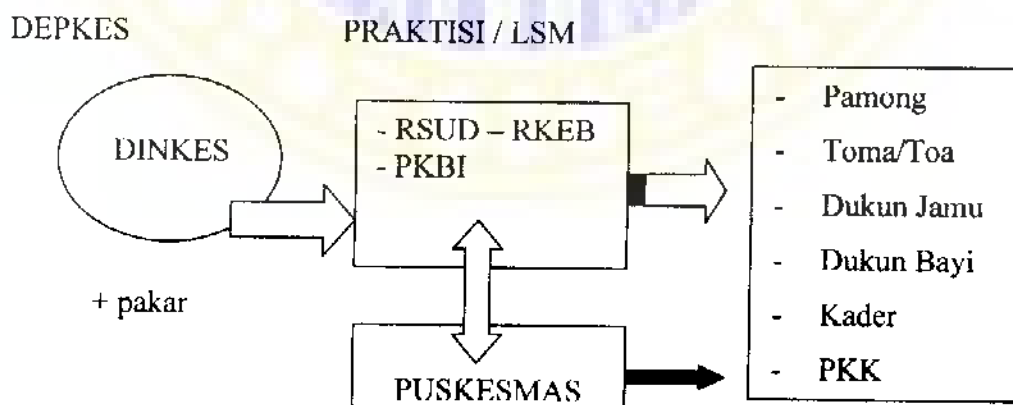 DEPKES
PRAKTISI / LSM
DINKES
+ pakar
- RSUD – RKEB
- PKBI
PUSKESMAS
- Pamong
- Toma/Toa
- Dukun Jamu
- Dukun Bayi
- Kader
- PKK